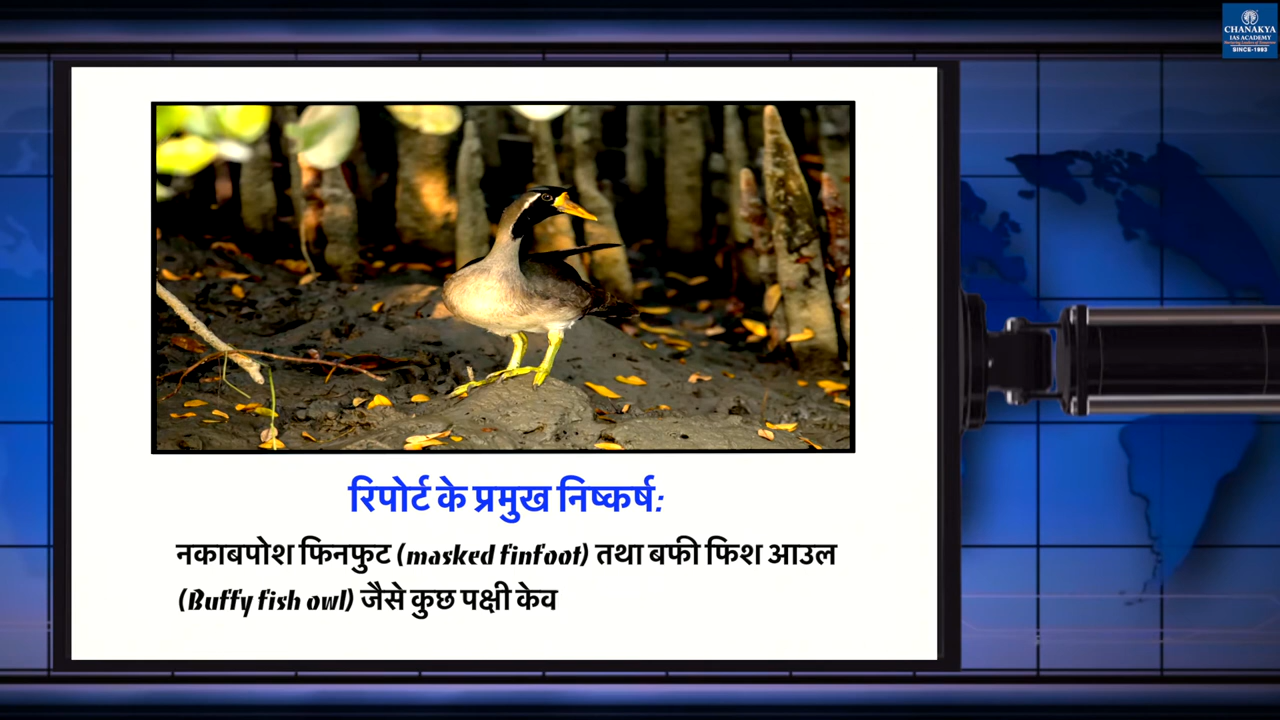 CHANAKYA
IAS ACADEMY
SINCE-1993
रिपोर्ट के प्रमुख निष्कर्ष:
नकाबपोश फिनफुट (masked finfoot) तथा बफी फिश आउल
(Buffy fish owl) जैसे कुछ पक्षी केव